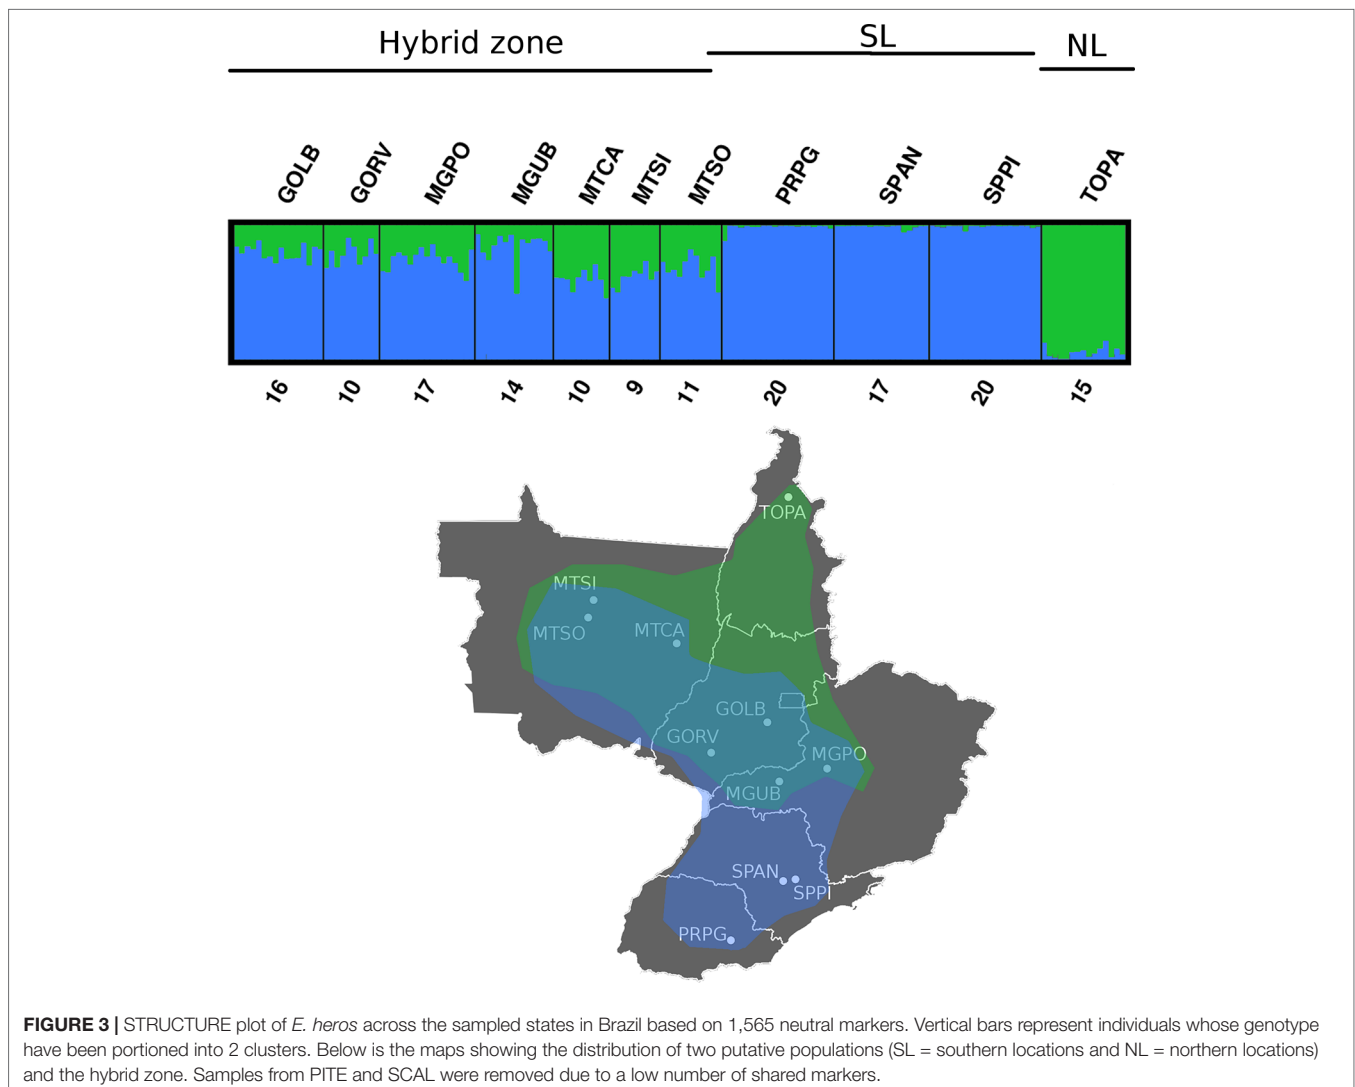 Hybrid zone SL NL
GOLB GORV MGPO MGUB MTCA MTSI MTSO PRPG SPAN SPPI TOPA
16 10 17 14 10 9 11 20 17 20 15
TOPA
MTSI
MTSO MTCA
GOLB
GORV
MGPO
MGUB
SPAN
SPPI
PRPG
FIGURE 3 | STRUCTURE plot of E. heros across the sampled states in Brazil based on 1,565 neutral markers. Vertical bars represent individuals whose genotype
have been portioned into 2 clusters. Below is the maps showing the distribution of two putative populations (SL = southern locations and NL = northern locations)
and the hybrid zone. Samples from PITE and SCAL were removed due to a low number of shared markers.